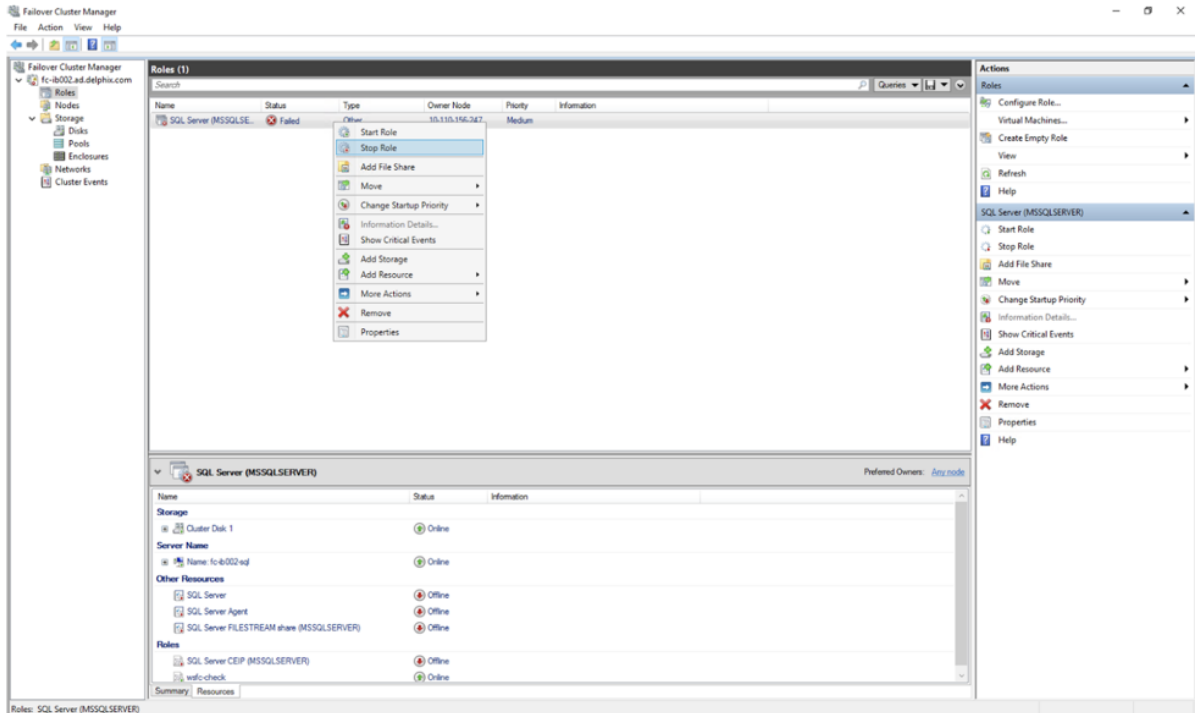 Failover Cluster Manager
File Action View Help
Failover Cluster Manager
fc-ib002.ad.delphix.com
Roles
Nodes
Storage
Disks
Pools
Enclosures
Networks
Cluster Events
Roles (1)
Search
Queries
Name Status Type Owner Node Priority Information
SQL Server (MSSQLSE... Failed Other 10-110-156-247 Medium
Start Role
Stop Role
Add File Share
Move
Change Startup Priority
Information Details...
Show Critical Events
Add Storage
Add Resource
More Actions
Remove
Properties
SQL Server (MSSQLSERVER)
Preferred Owners: Any node
Name Status Information
Storage
Cluster Disk 1 Online
Server Name
Name: fc-ib002-sql Online
Other Resources
SQL Server Offline
SQL Server Agent Offline
SQL Server FILESTREAM share (MSSQLSERVER) Offline
Roles
SQL Server CEIP (MSSQLSERVER) Offline
wsfc-check Online
Summary Resources
Actions
Roles
Configure Role...
Virtual Machines...
Create Empty Role
View
Refresh
Help
SQL Server (MSSQLSERVER)
Start Role
Stop Role
Add File Share
Move
Change Startup Priority
Information Details...
Show Critical Events
Add Storage
Add Resource
More Actions
Remove
Properties
Help
Roles: SQL Server (MSSQLSERVER)